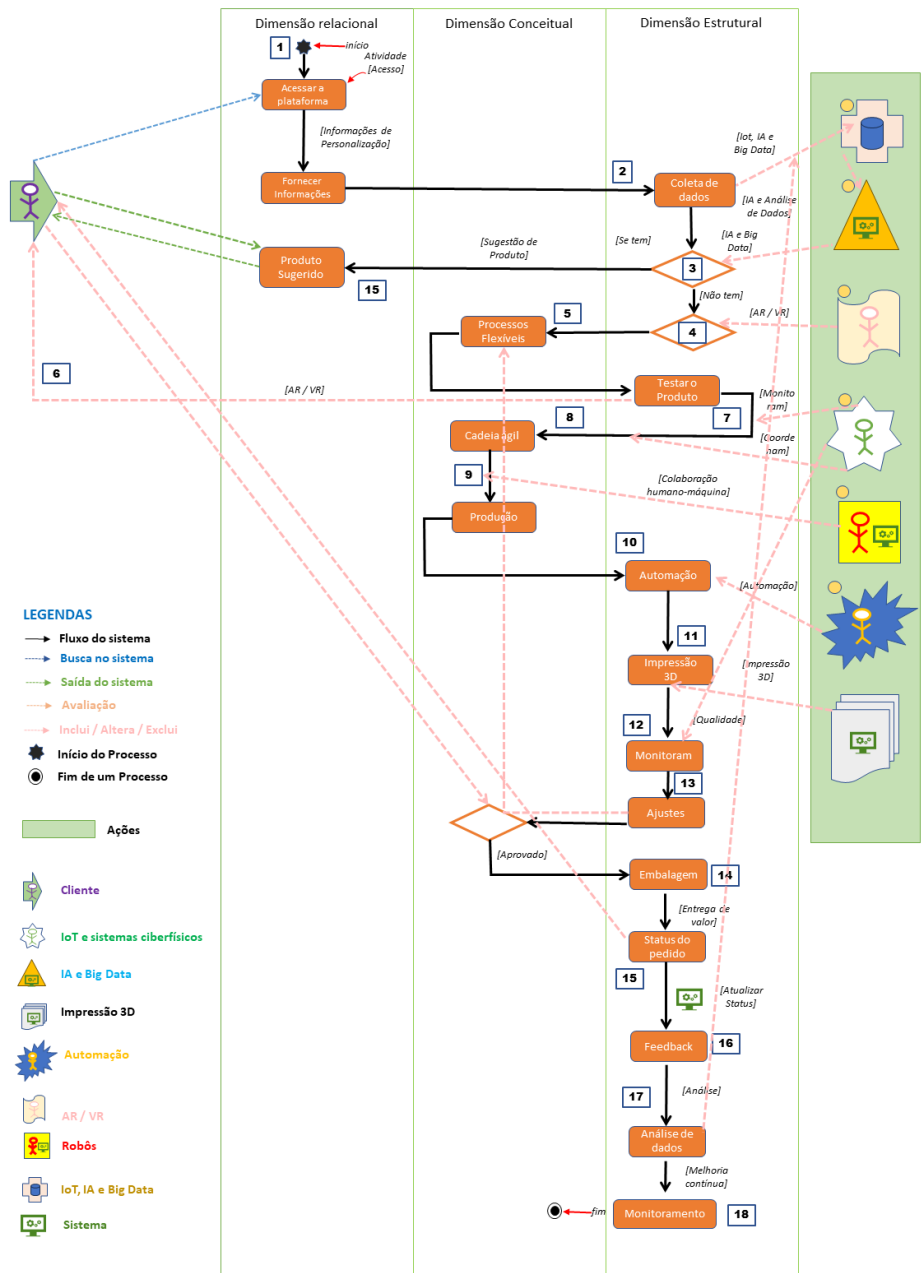 Dimensão relacional
Dimensão Conceitual
Dimensão Estrutural
1
início
Atividade
[Acesso]
Acessar a
plataforma
[Informações de
Personalização]
[Iot, IA e
Big Data]
2
Fornecer
Informações
Coleta de
dados
[IA e Análise
de Dados]
[Sugestão de
Produto]
[Se tem]
[IA e Big
Data]
Produto
Sugerido
3
15
[Não tem]
5
[AR / VR]
Processos
Flexíveis
4
6
[AR / VR]
Testar o
Produto
[Monito
ram]
7
8
Cadeia ágil
[Coorde
nam]
9
[Colaboração
humano-máquina]
Produção
10
Automação
[Automação]
11
Impressão
3D
[Impressão
3D]
12
[Qualidade]
Monitoram
13
Ajustes
[Aprovado]
Embalagem
14
[Entrega de
valor]
Status do
pedido
15
[Atualizar
Status]
Feedback
16
17
[Análise]
Análise de
dados
[Melhoria
contínua]
fim
Monitoramento
18
LEGENDAS
Fluxo do sistema
Busca no sistema
Saída do sistema
Avaliação
Inclui / Altera / Exclui
Início do Processo
Fim de um Processo
Ações
Cliente
IoT e sistemas ciberfísicos
IA e Big Data
Impressão 3D
Automação
AR / VR
Robôs
IoT, IA e Big Data
Sistema